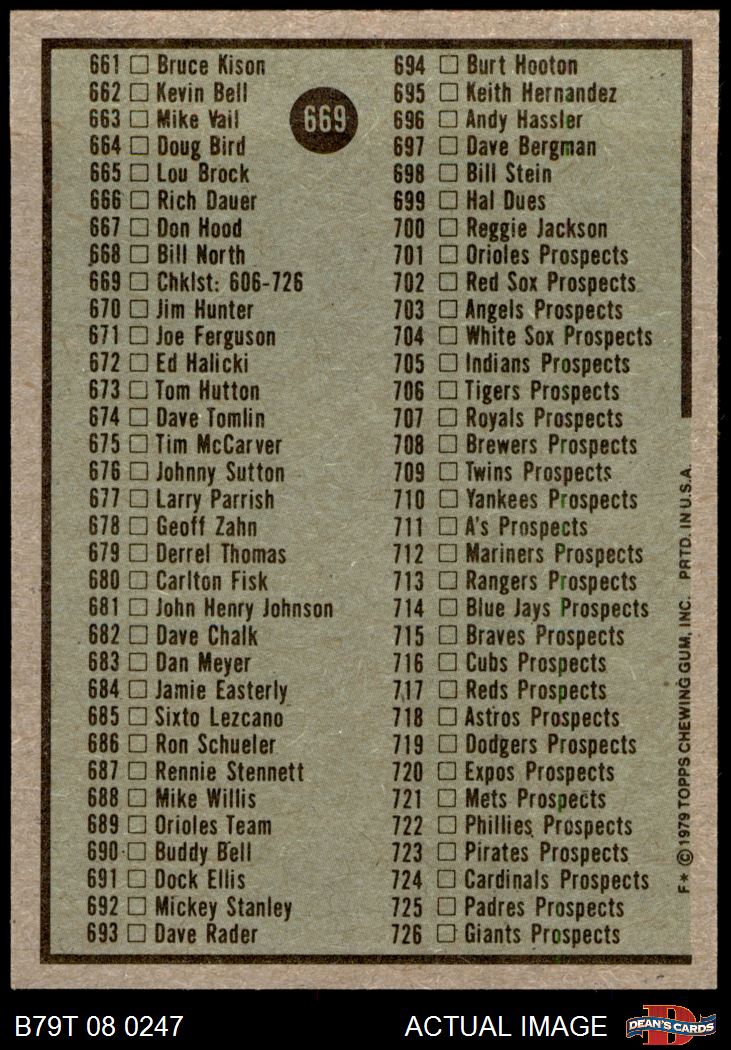 661 □ Bruce Kison
662 □ Kevin Bell
663 □ Mike Vail
664 □ Doug Bird
665 □ Lou Brock
666 □ Rich Dauer
667 □ Don Hood
668 □ Bill North
669 □ Chklst: 606-726
670 □ Jim Hunter
671 □ Joe Ferguson
672 □ Ed Halicki
673 □ Tom Hutton
674 □ Dave Tomlin
675 □ Tim McCarver
676 □ Johnny Sutton
677 □ Larry Parrish
678 □ Geoff Zahn
679 □ Derrel Thomas
680 □ Carlton Fisk
681 □ John Henry Johnson
682 □ Dave Chalk
683 □ Dan Meyer
684 □ Jamie Easterly
685 □ Sixto Lezcano
686 □ Ron Schueler
687 □ Rennie Stennett
688 □ Mike Willis
689 □ Orioles Team
690 □ Buddy Bell
691 □ Dock Ellis
692 □ Mickey Stanley
693 □ Dave Rader
669
694 □ Burt Hooton
695 □ Keith Hernandez
696 □ Andy Hassler
697 □ Dave Bergman
698 □ Bill Stein
699 □ Hal Dues
700 □ Reggie Jackson
701 □ Orioles Prospects
702 □ Red Sox Prospects
703 □ Angels Prospects
704 □ White Sox Prospects
705 □ Indians Prospects
706 □ Tigers Prospects
707 □ Royals Prospects
708 □ Brewers Prospects
709 □ Twins Prospects
710 □ Yankees Prospects
711 □ A's Prospects
712 □ Mariners Prospects
713 □ Rangers Prospects
714 □ Blue Jays Prospects
715 □ Braves Prospects
716 □ Cubs Prospects
717 □ Reds Prospects
718 □ Astros Prospects
719 □ Dodgers Prospects
720 □ Expos Prospects
721 □ Mets Prospects
722 □ Phillies Prospects
723 □ Pirates Prospects
724 □ Cardinals Prospects
725 □ Padres Prospects
726 □ Giants Prospects
F* © 1979 TOPPS CHEWING GUM, INC. PRTD. IN U.S.A.
B79T 08 0247 ACTUAL IMAGE
D
DEAN'S CARDS